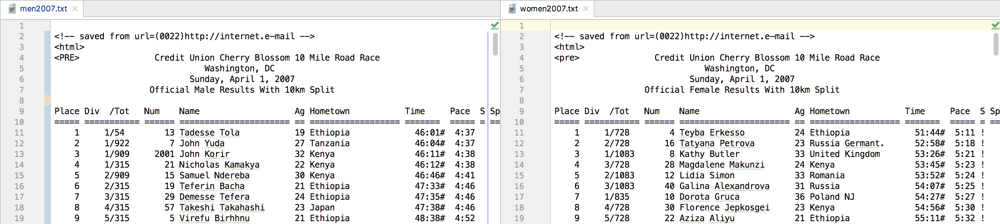 men2007.txt
1
2 <!-- saved from url=(0022)http://internet.e-mail -->
3 <html>
4 <PRE>               Credit Union Cherry Blossom 10 Mile Road Race
5                               Washington, DC
6                            Sunday, April 1, 2007
7                    Official Male Results With 10km Split
8
9 Place Div  /Tot   Num    Name                   Ag Hometown           Time     Pace  S Sp
10 ===== =========== ====== ====================== == ================== =======  ===== = ==
11     1     1/54        13 Tadesse Tola           19 Ethiopia             46:01#  4:37
12     2     1/922        7 John Yuda              27 Tanzania             46:04#  4:37
13     3     1/909     2001 John Korir             32 Kenya                46:11#  4:38
14     4     1/315       21 Nicholas Kamakya       22 Kenya                46:12#  4:38
15     5     2/909       15 Samuel Ndereba         30 Kenya                46:46#  4:41
16     6     2/315       19 Teferin Bacha          21 Ethiopia             47:33#  4:46
17     7     3/315       29 Demesse Tefera         24 Ethiopia             47:35#  4:46
18     8     4/315       57 Takeshi Takahashi      23 Japan                47:38#  4:46
19     9     5/315        5 Virefu Birhhnu         21 Ethiopia             48:38#  4:52
women2007.txt
1
2 <!-- saved from url=(0022)http://internet.e-mail -->
3 <html>
4 <pre>               Credit Union Cherry Blossom 10 Mile Road Race
5                               Washington, DC
6                            Sunday, April 1, 2007
7                   Official Female Results With 10km Split
8
9 Place Div  /Tot   Num    Name                   Ag Hometown           Time     Pace  S Sp
10 ===== =========== ====== ====================== == ================== =======  ===== = ==
11     1     1/728        4 Teyba Erkesso          24 Ethiopia             51:44#  5:11 !
12     2     2/728       16 Tatyana Petrova        23 Russia Germant.      52:58#  5:18 !
13     3     1/1083       8 Kathy Butler           33 United Kingdom       53:26#  5:21 !
14     4     3/728       28 Magdalene Makunzi      24 Kenya                53:45#  5:23 !
15     5     2/1083      12 Lidia Simon            33 Romania              53:52#  5:24 !
16     6     3/1083      40 Galina Alexandrova     31 Russia               54:07#  5:25 !
17     7     1/835       10 Dorota Gruca           36 Poland NJ            54:27#  5:27 !
18     8     4/728       30 Florence Jepkosgei     23 Kenya                54:56#  5:30 !
19     9     5/728       22 Aziza Aliyu            21 Ethiopia             55:11#  5:32 !